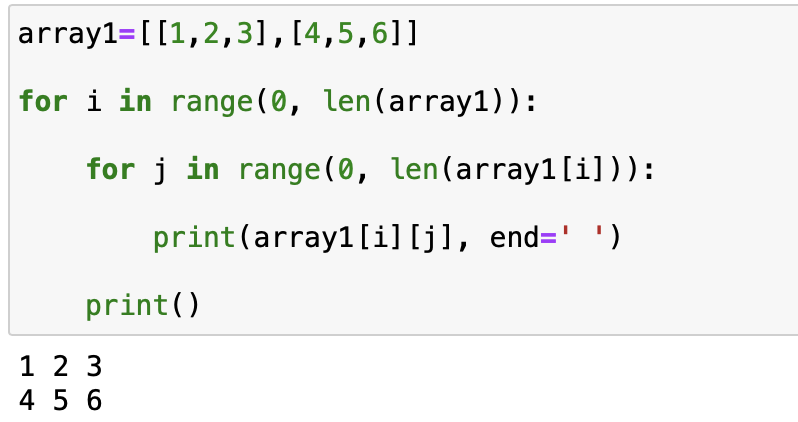 array1=[[1,2,3],[4,5,6]]
for i in range(0, len(array1)):
    for j in range(0, len(array1[i])):
        print(array1[i][j], end=' ')
    print()
1 2 3
4 5 6